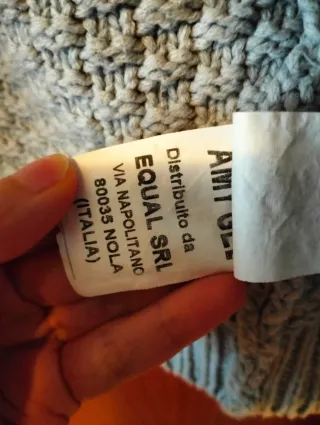 Distribuito da
EQUAL SRL
VIA NAPOLITANO
80035 NOLA
(ITALIA)